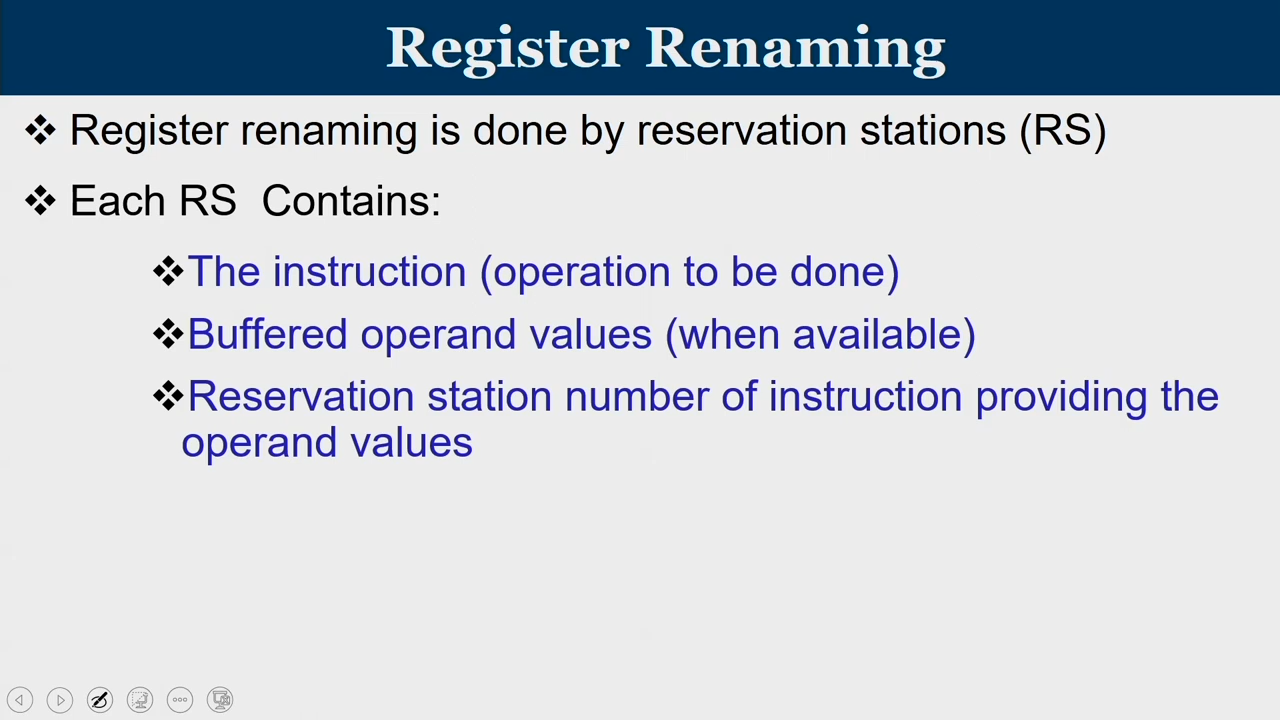 Register Renaming
❖ Register renaming is done by reservation stations (RS)
❖ Each RS  Contains:
❖The instruction (operation to be done)
❖Buffered operand values (when available)
❖Reservation station number of instruction providing the
operand values